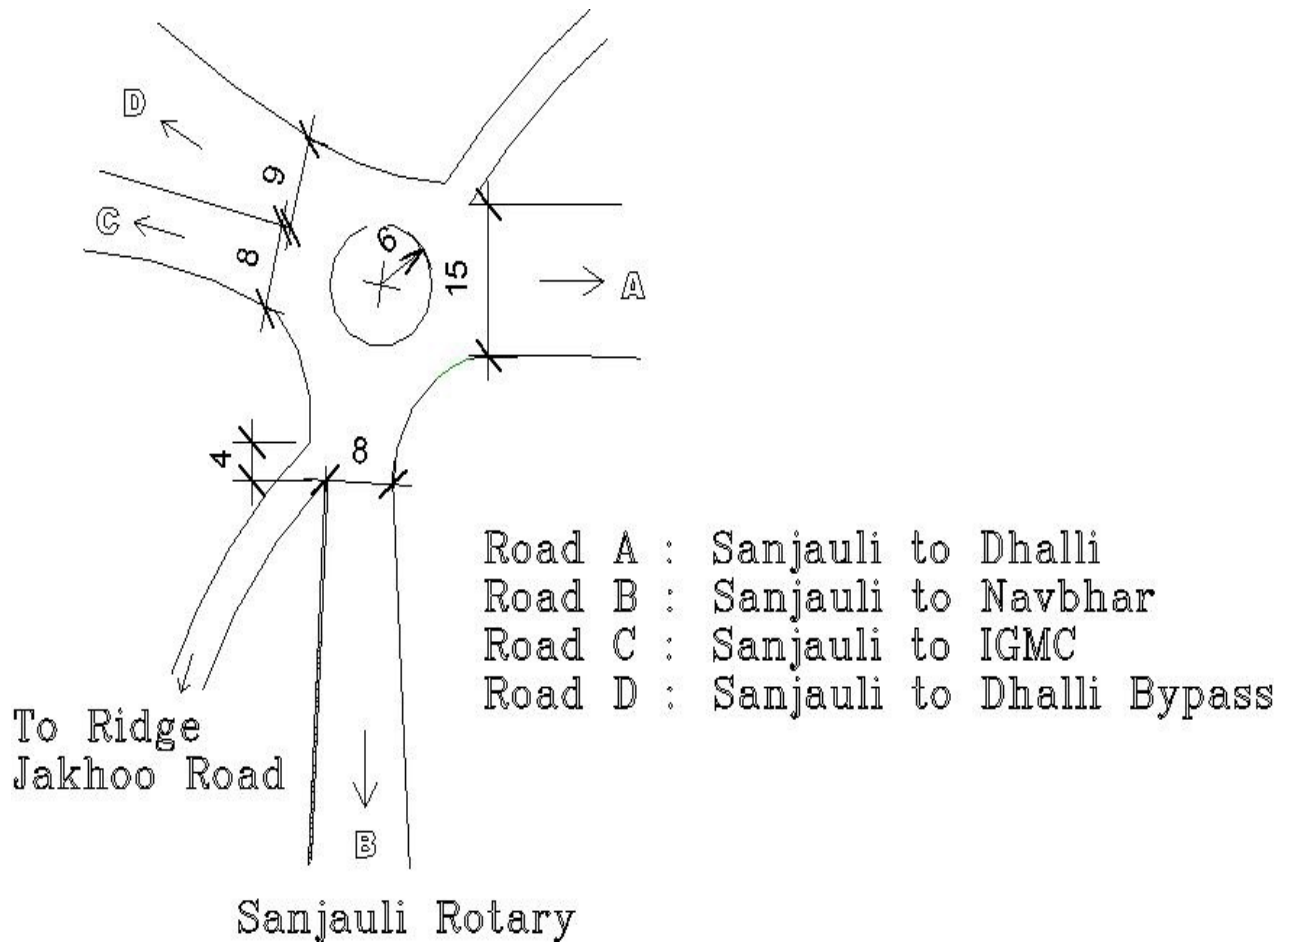 D
9
C
8
6
15
A
4
8
Road A : Sanjauli to Dhalli
Road B : Sanjauli to Navbhar
Road C : Sanjauli to IGMC
Road D : Sanjauli to Dhalli Bypass
To Ridge
Jakhoo Road
B
Sanjauli Rotary